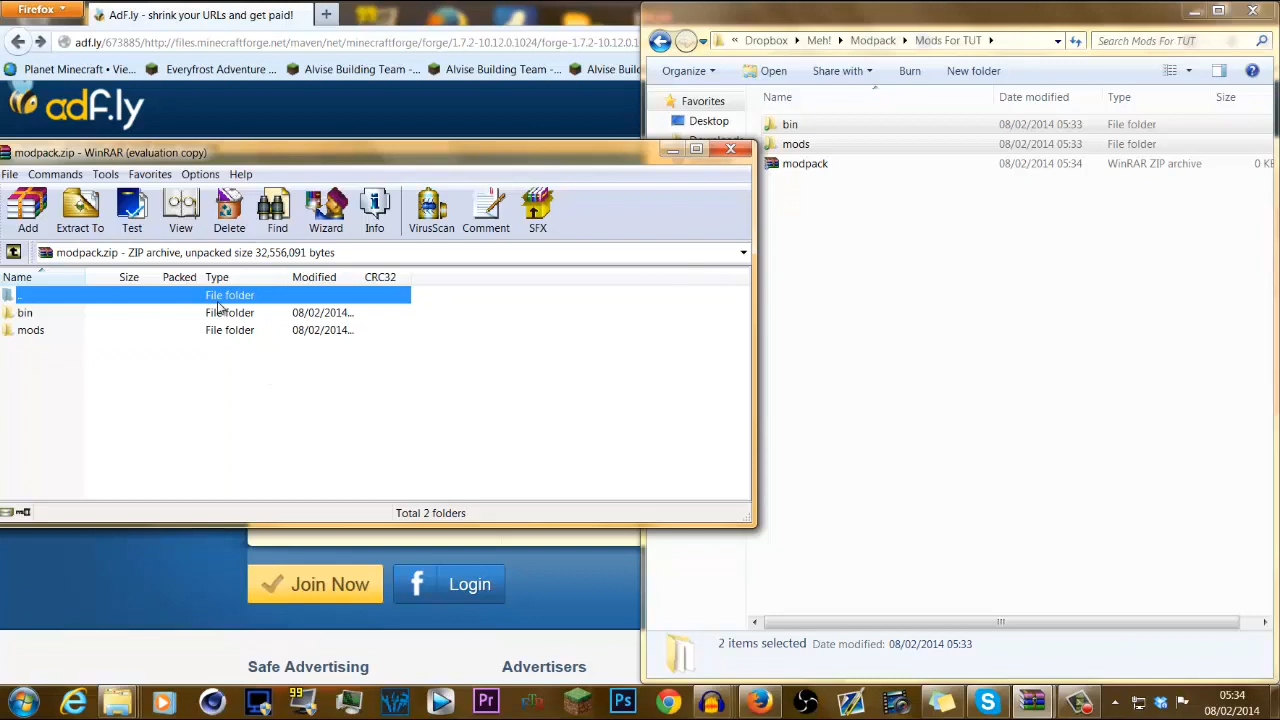 Firefox
AdF.ly - shrink your URLs and get paid!
adf.ly/673885/http://files.minecraftforge.net/maven/net/minecraftforge/forge/1.7.2-10.12.0.1024/forge-1.7.2-10.12.0.1
Planet Minecraft • Vie... Everyfrost Adventure ... Alvise Building Team -... Alvise Building Team -... Alvise Buildi
adf.ly
modpack.zip - WinRAR (evaluation copy)
File Commands Tools Favorites Options Help
Add Extract To Test View Delete Find Wizard Info VirusScan Comment SFX
modpack.zip - ZIP archive, unpacked size 32,556,091 bytes
Name Size Packed Type Modified CRC32
.. File folder
bin File folder 08/02/2014...
mods File folder 08/02/2014...
Total 2 folders
Join Now
f Login
Safe Advertising Advertisers
« Dropbox Meh! Modpack Mods For TUT
Search Mods For TUT
Organize Open Share with Burn New folder
Favorites
Desktop
Name Date modified Type Size
bin 08/02/2014 05:33 File folder
mods 08/02/2014 05:33 File folder
modpack 08/02/2014 05:34 WinRAR ZIP archive 0 KB
2 items selected Date modified: 08/02/2014 05:33
99
Pr
Ps
05:34
08/02/2014